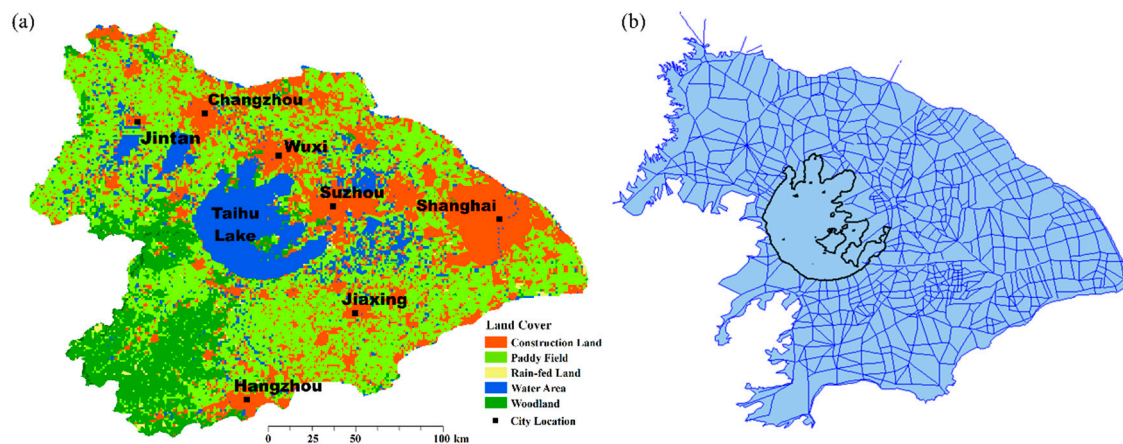 (a)
(b)
Changzhou
Jintan
Wuxi
Suzhou
Taihu
Lake
Shanghai
Jiaxing
Hangzhou
Land Cover
Construction Land
Paddy Field
Rain-fed Land
Water Area
Woodland
City Location
0 25 50 100 km